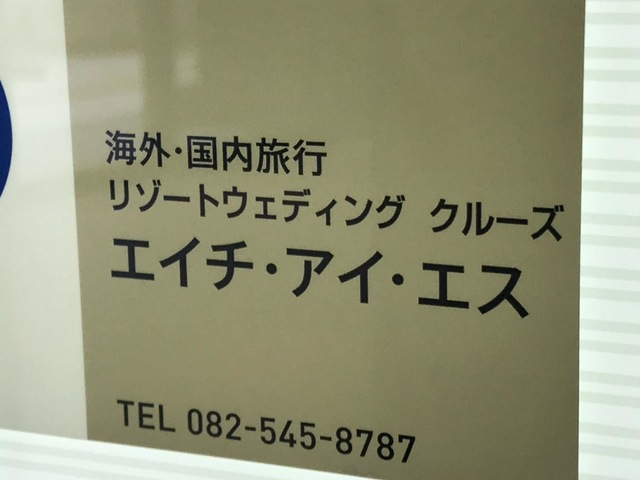 海外・国内旅行
リゾートウェディング クルーズ
エイチ・アイ・エス
TEL 082-545-8787